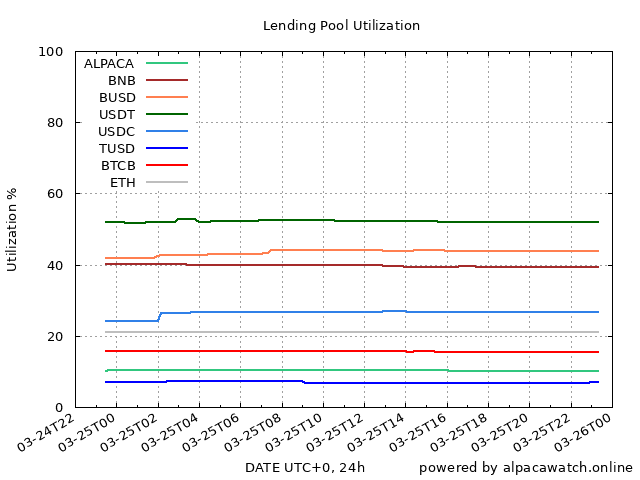 Lending Pool Utilization
100
80
60
40
20
0
Utilization %
ALPACA
BNB
BUSD
USDT
USDC
TUSD
BTCB
ETH
03-24T22
03-25T00
03-25T02
03-25T04
03-25T06
03-25T08
03-25T10
03-25T12
03-25T14
03-25T16
03-25T18
03-25T20
03-25T22
03-26T00
DATE UTC+0, 24h
powered by alpacawatch.online